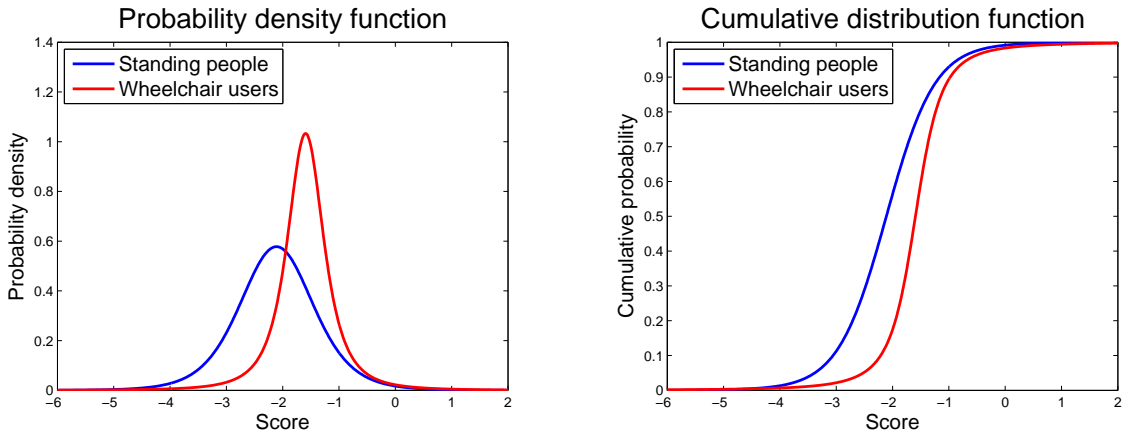 Probability density function
1.4
1.2
1
0.8
0.6
0.4
0.2
0
−6 −5 −4 −3 −2 −1 0 1 2
Score
Probability density
Standing people
Wheelchair users
Cumulative distribution function
1
0.9
0.8
0.7
0.6
0.5
0.4
0.3
0.2
0.1
0
−6 −5 −4 −3 −2 −1 0 1 2
Score
Cumulative probability
Standing people
Wheelchair users